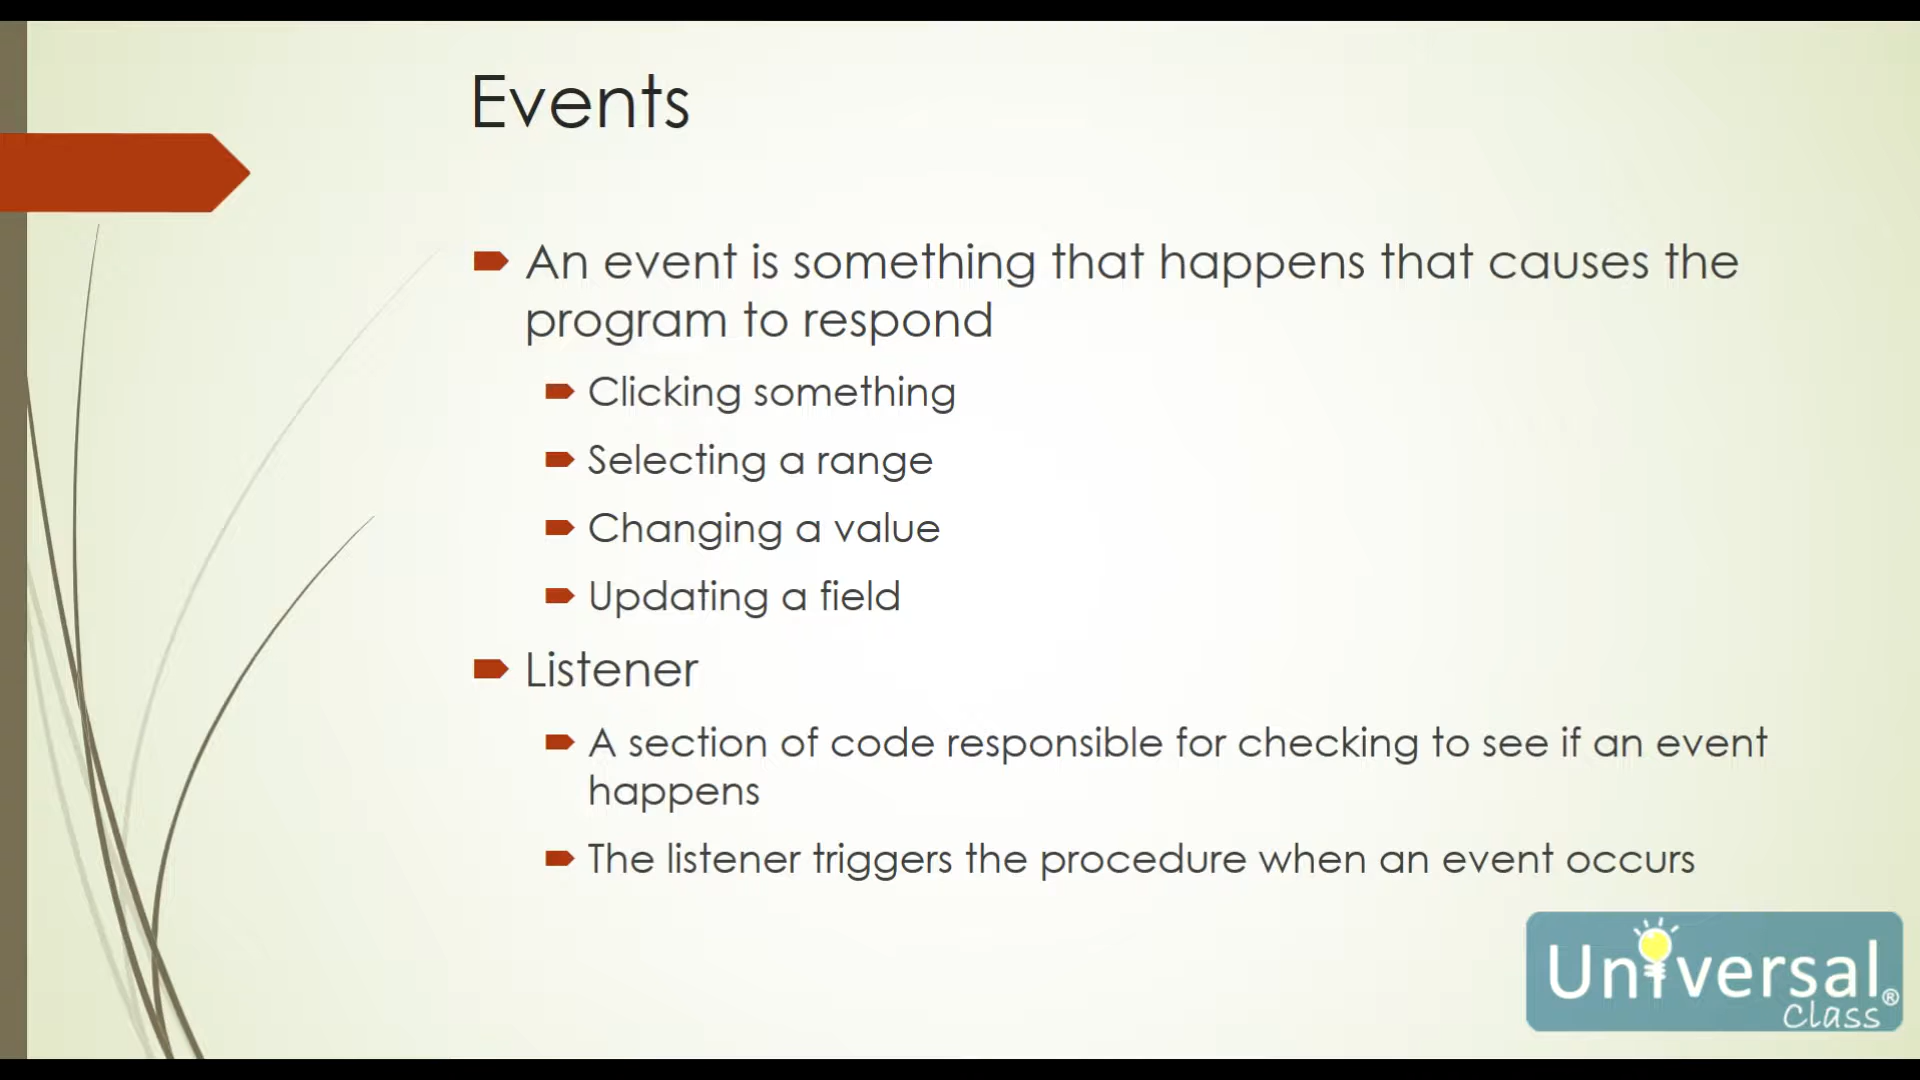 Events
An event is something that happens that causes the
program to respond
Clicking something
Selecting a range
Changing a value
Updating a field
Listener
A section of code responsible for checking to see if an event
happens
The listener triggers the procedure when an event occurs
Universal®
Class